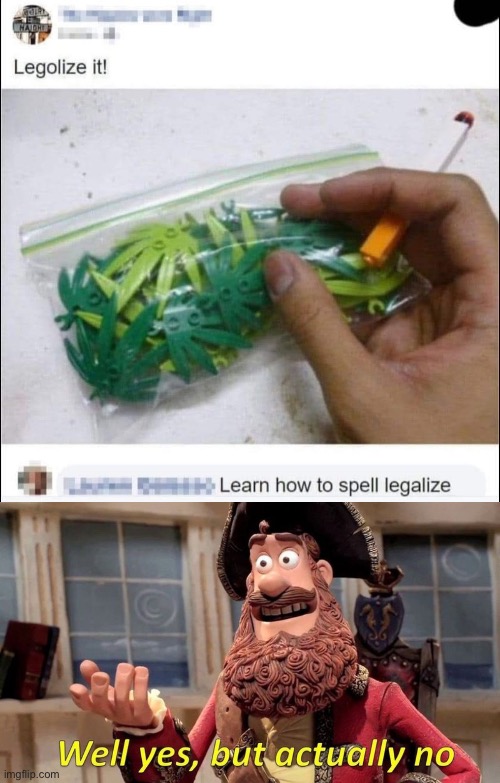 Legolize it!
Learn how to spell legalize
Well yes, but actually no
imgflip.com